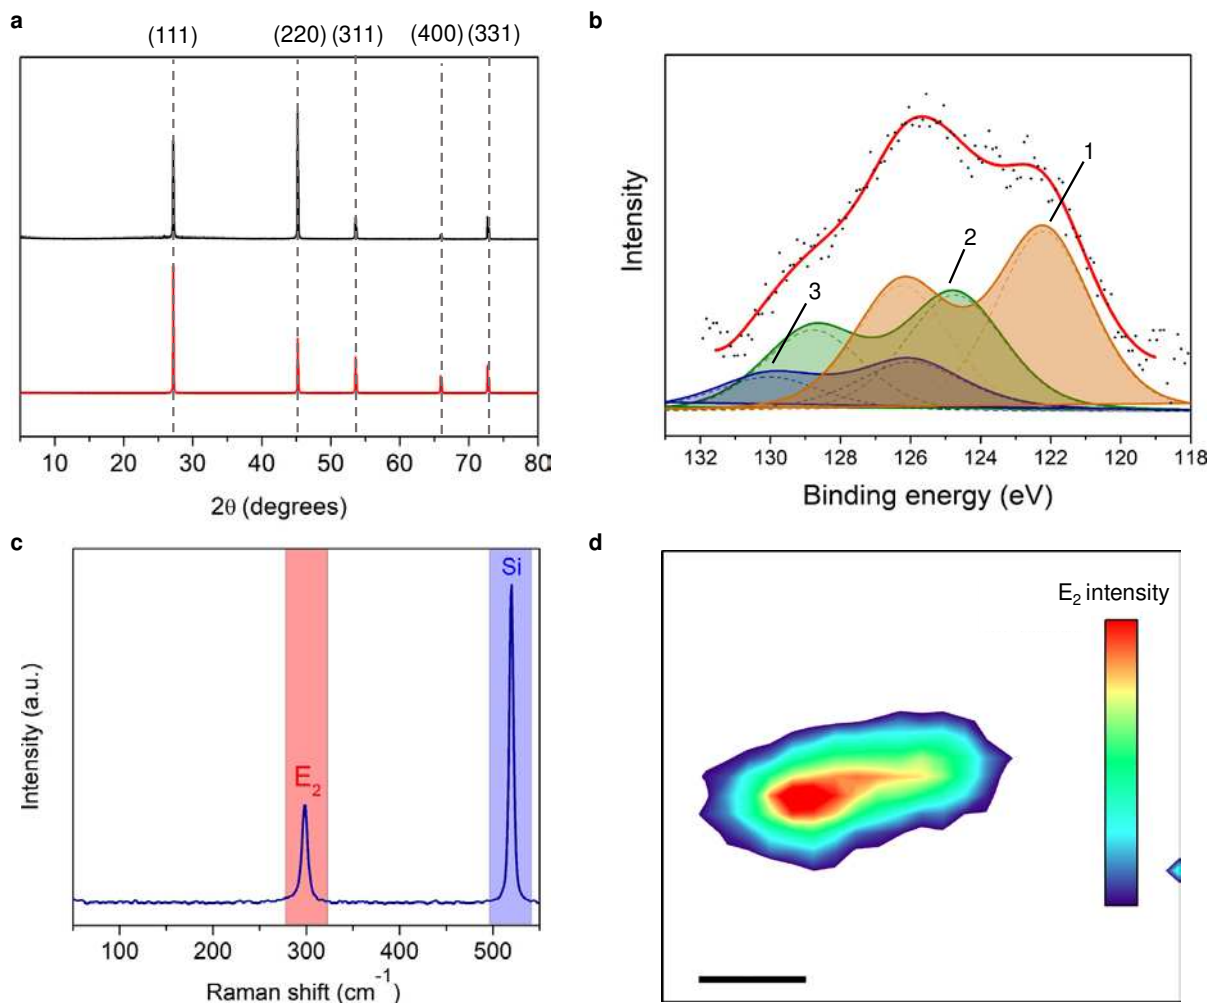 a
(111) (220) (311) (400) (331)
10 20 30 40 50 60 70 80
2θ (degrees)
b
Intensity
1
2
3
132 130 128 126 124 122 120 118
Binding energy (eV)
c
Intensity (a.u.)
E₂
Si
100 200 300 400 500
Raman shift (cm⁻¹)
d
E₂ intensity